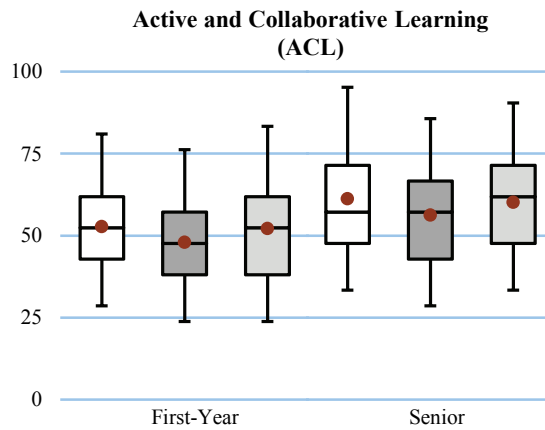 Active and Collaborative Learning
(ACL)
100
75
50
25
0
First-Year
Senior